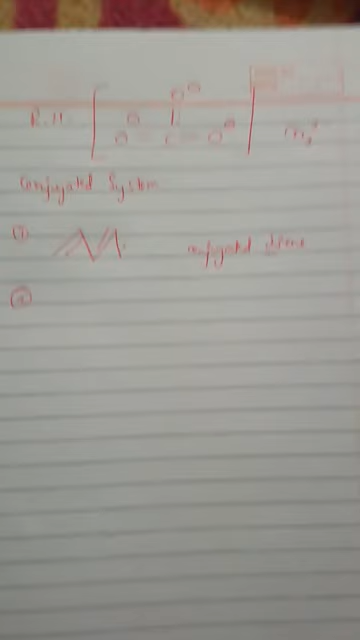 R.H.
O⊖
O
O = C – O⊖
Conjugated System
①
conjugated diene
②